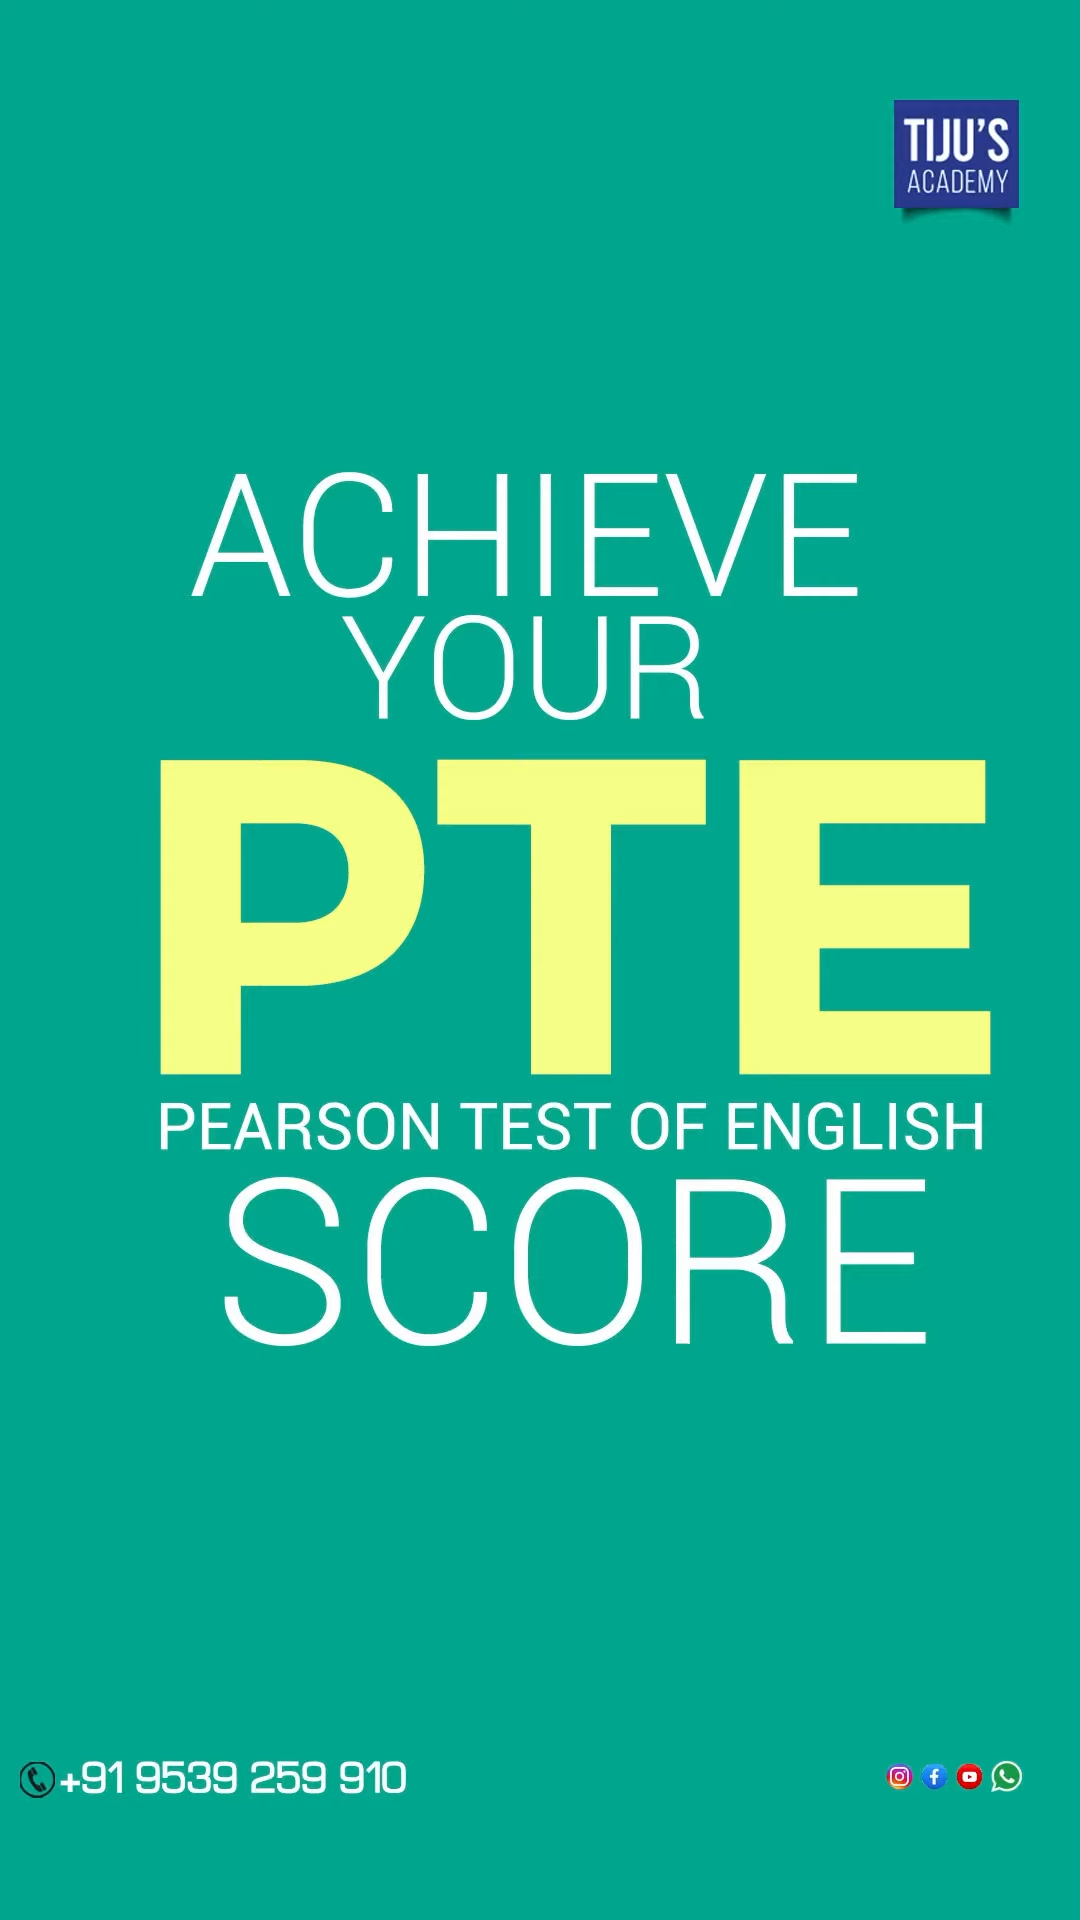 TIJU'S
ACADEMY
ACHIEVE
YOUR
PTE
PEARSON TEST OF ENGLISH
SCORE
+91 9539 259 910